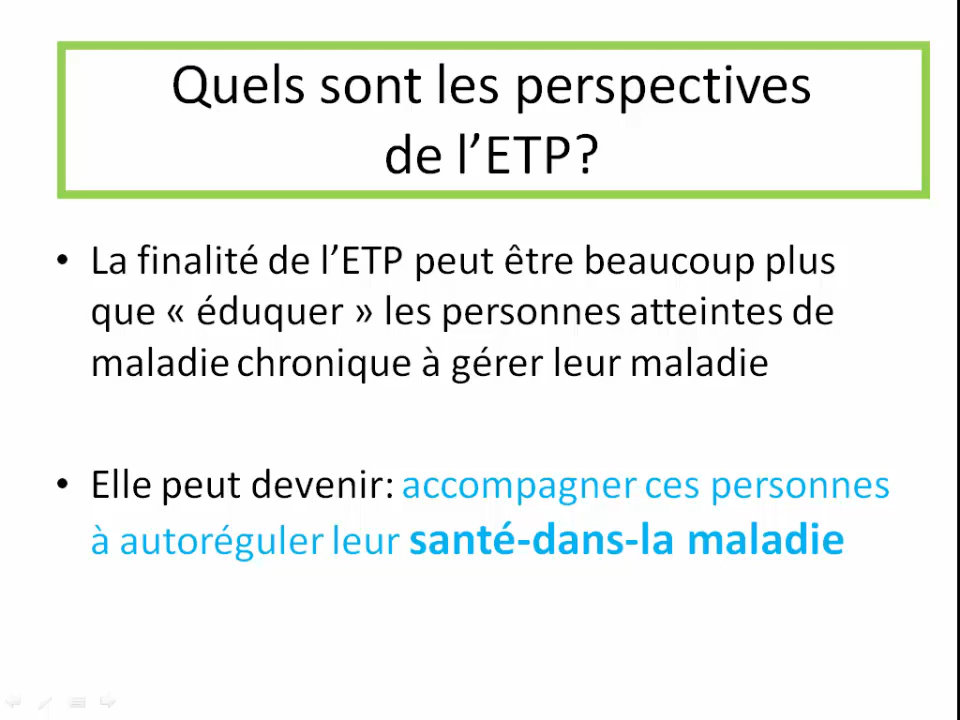 Quels sont les perspectives
de l’ETP?
• La finalité de l’ETP peut être beaucoup plus
que « éduquer » les personnes atteintes de
maladie chronique à gérer leur maladie
• Elle peut devenir: accompagner ces personnes
à autoréguler leur santé-dans-la maladie